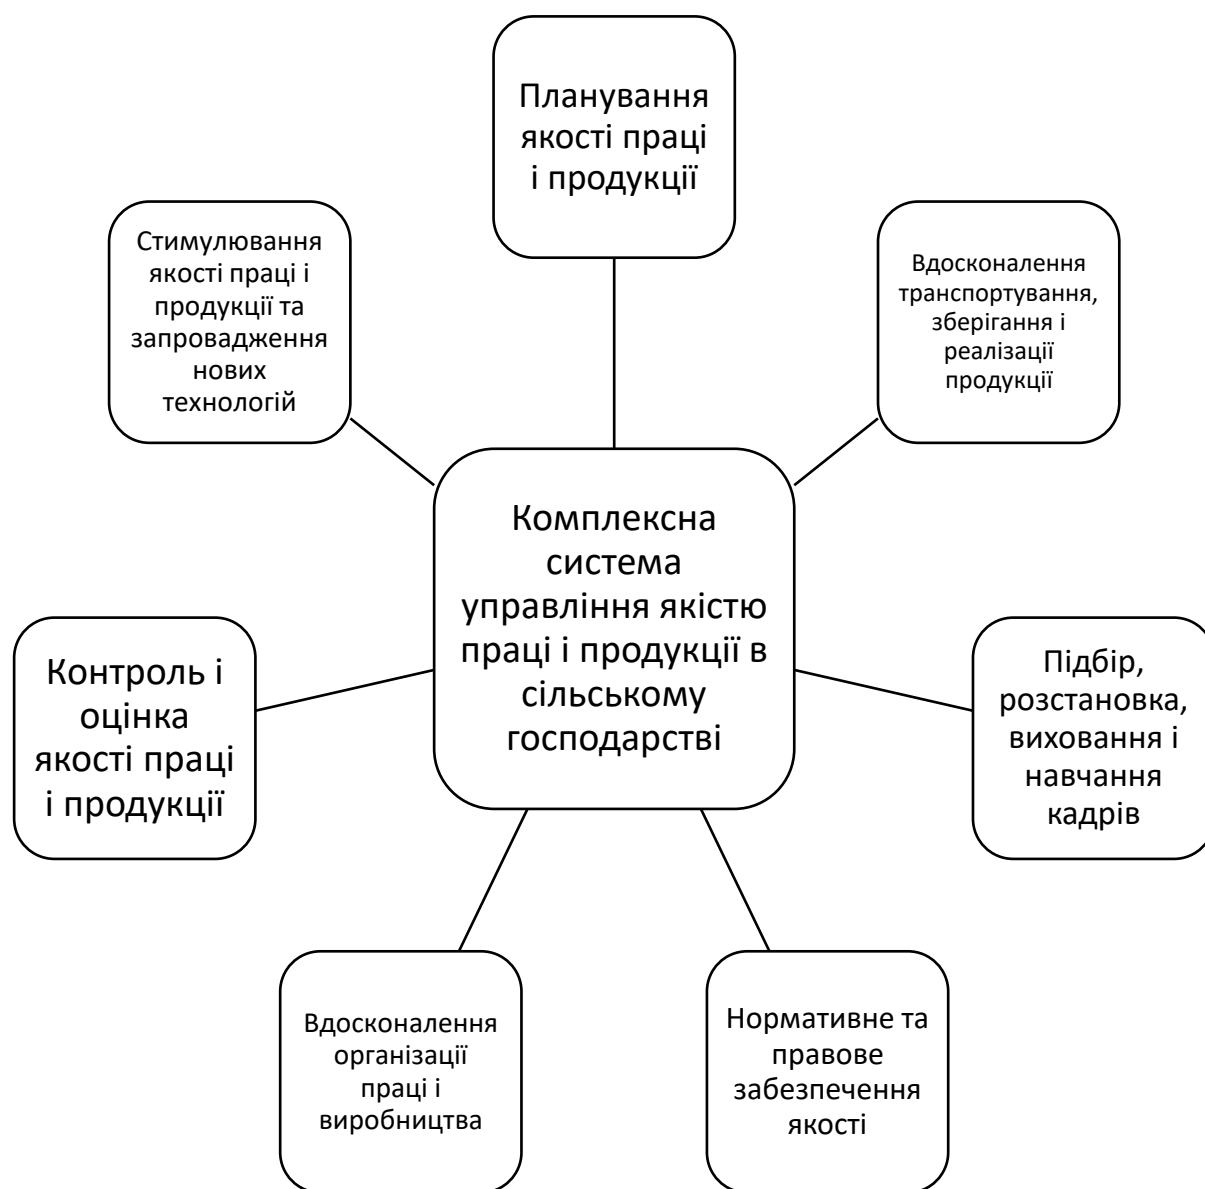 Планування
якості праці
і продукції
Стимулювання
якості праці і
продукції та
запровадження
нових
технологій
Вдосконалення
транспортування,
зберігання і
реалізації
продукції
Комплексна
система
управління якістю
праці і продукції в
сільському
господарстві
Контроль і
оцінка
якості праці
і продукції
Підбір,
розстановка,
виховання і
навчання
кадрів
Вдосконалення
організації
праці і
виробництва
Нормативне та
правове
забезпечення
якості